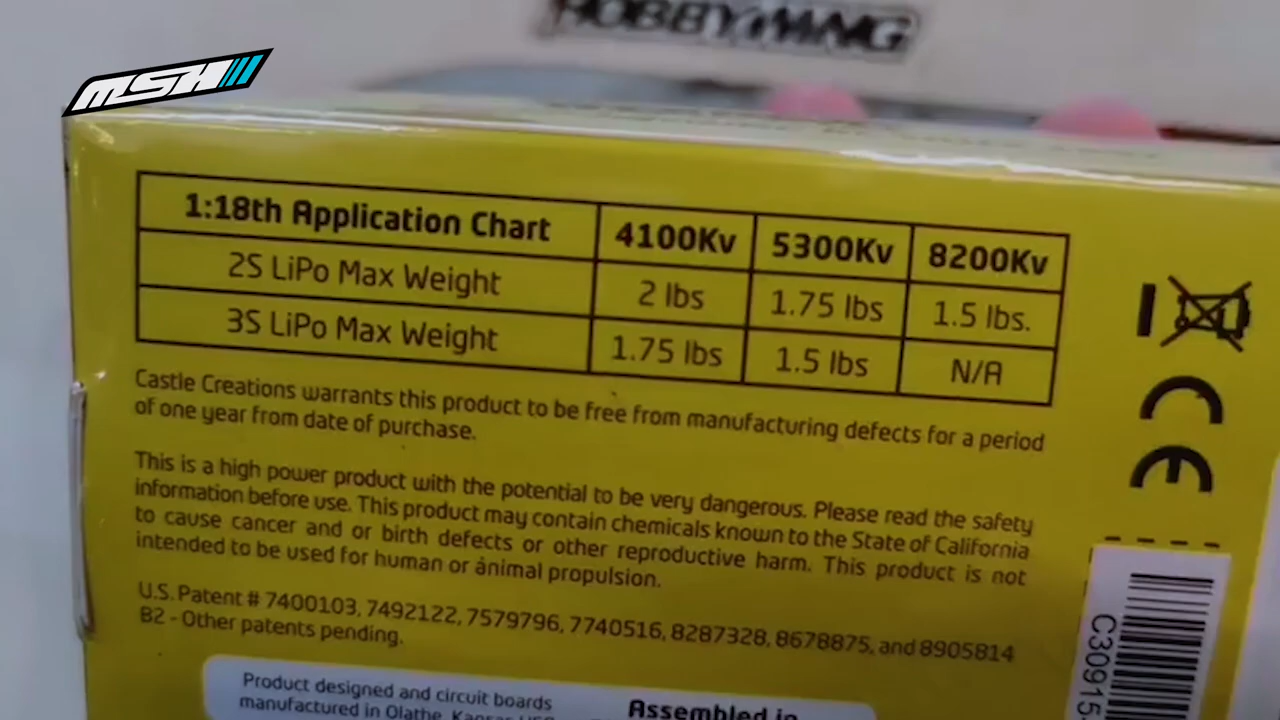 HOBBYWING
MSH
1:18th Application Chart 4100Kv 5300Kv 8200Kv
2S LiPo Max Weight 2 lbs 1.75 lbs 1.5 lbs.
3S LiPo Max Weight 1.75 lbs 1.5 lbs N/A
Castle Creations warrants this product to be free from manufacturing defects for a period
of one year from date of purchase.
This is a high power product with the potential to be very dangerous. Please read the safety
information before use. This product may contain chemicals known to the State of California
to cause cancer and or birth defects or other reproductive harm. This product is not
intended to be used for human or animal propulsion.
U.S. Patent # 7400103, 7492122, 7579796, 7740516, 8287328, 8678875, and 8905814
B2 - Other patents pending.
Product designed and circuit boards
manufactured in Olathe, Kansas
Assembled in
CE
C30915